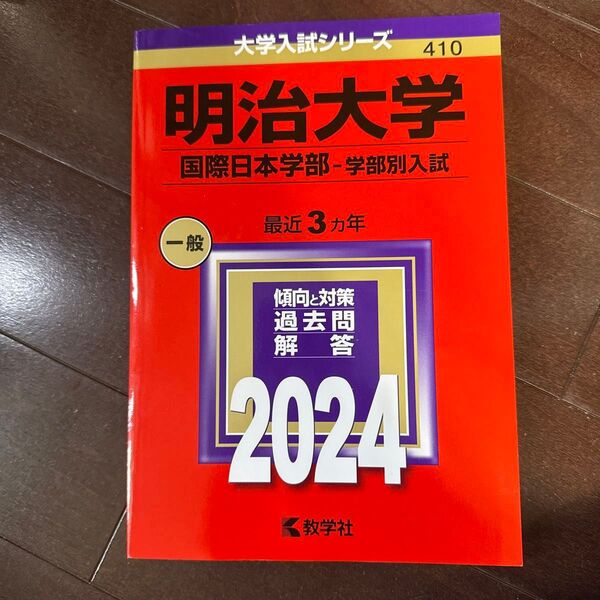 大学入試シリーズ
410
明治大学
国際日本学部-学部別入試
最近3カ年
一般
傾向と対策
過去問
解答
2024
教学社